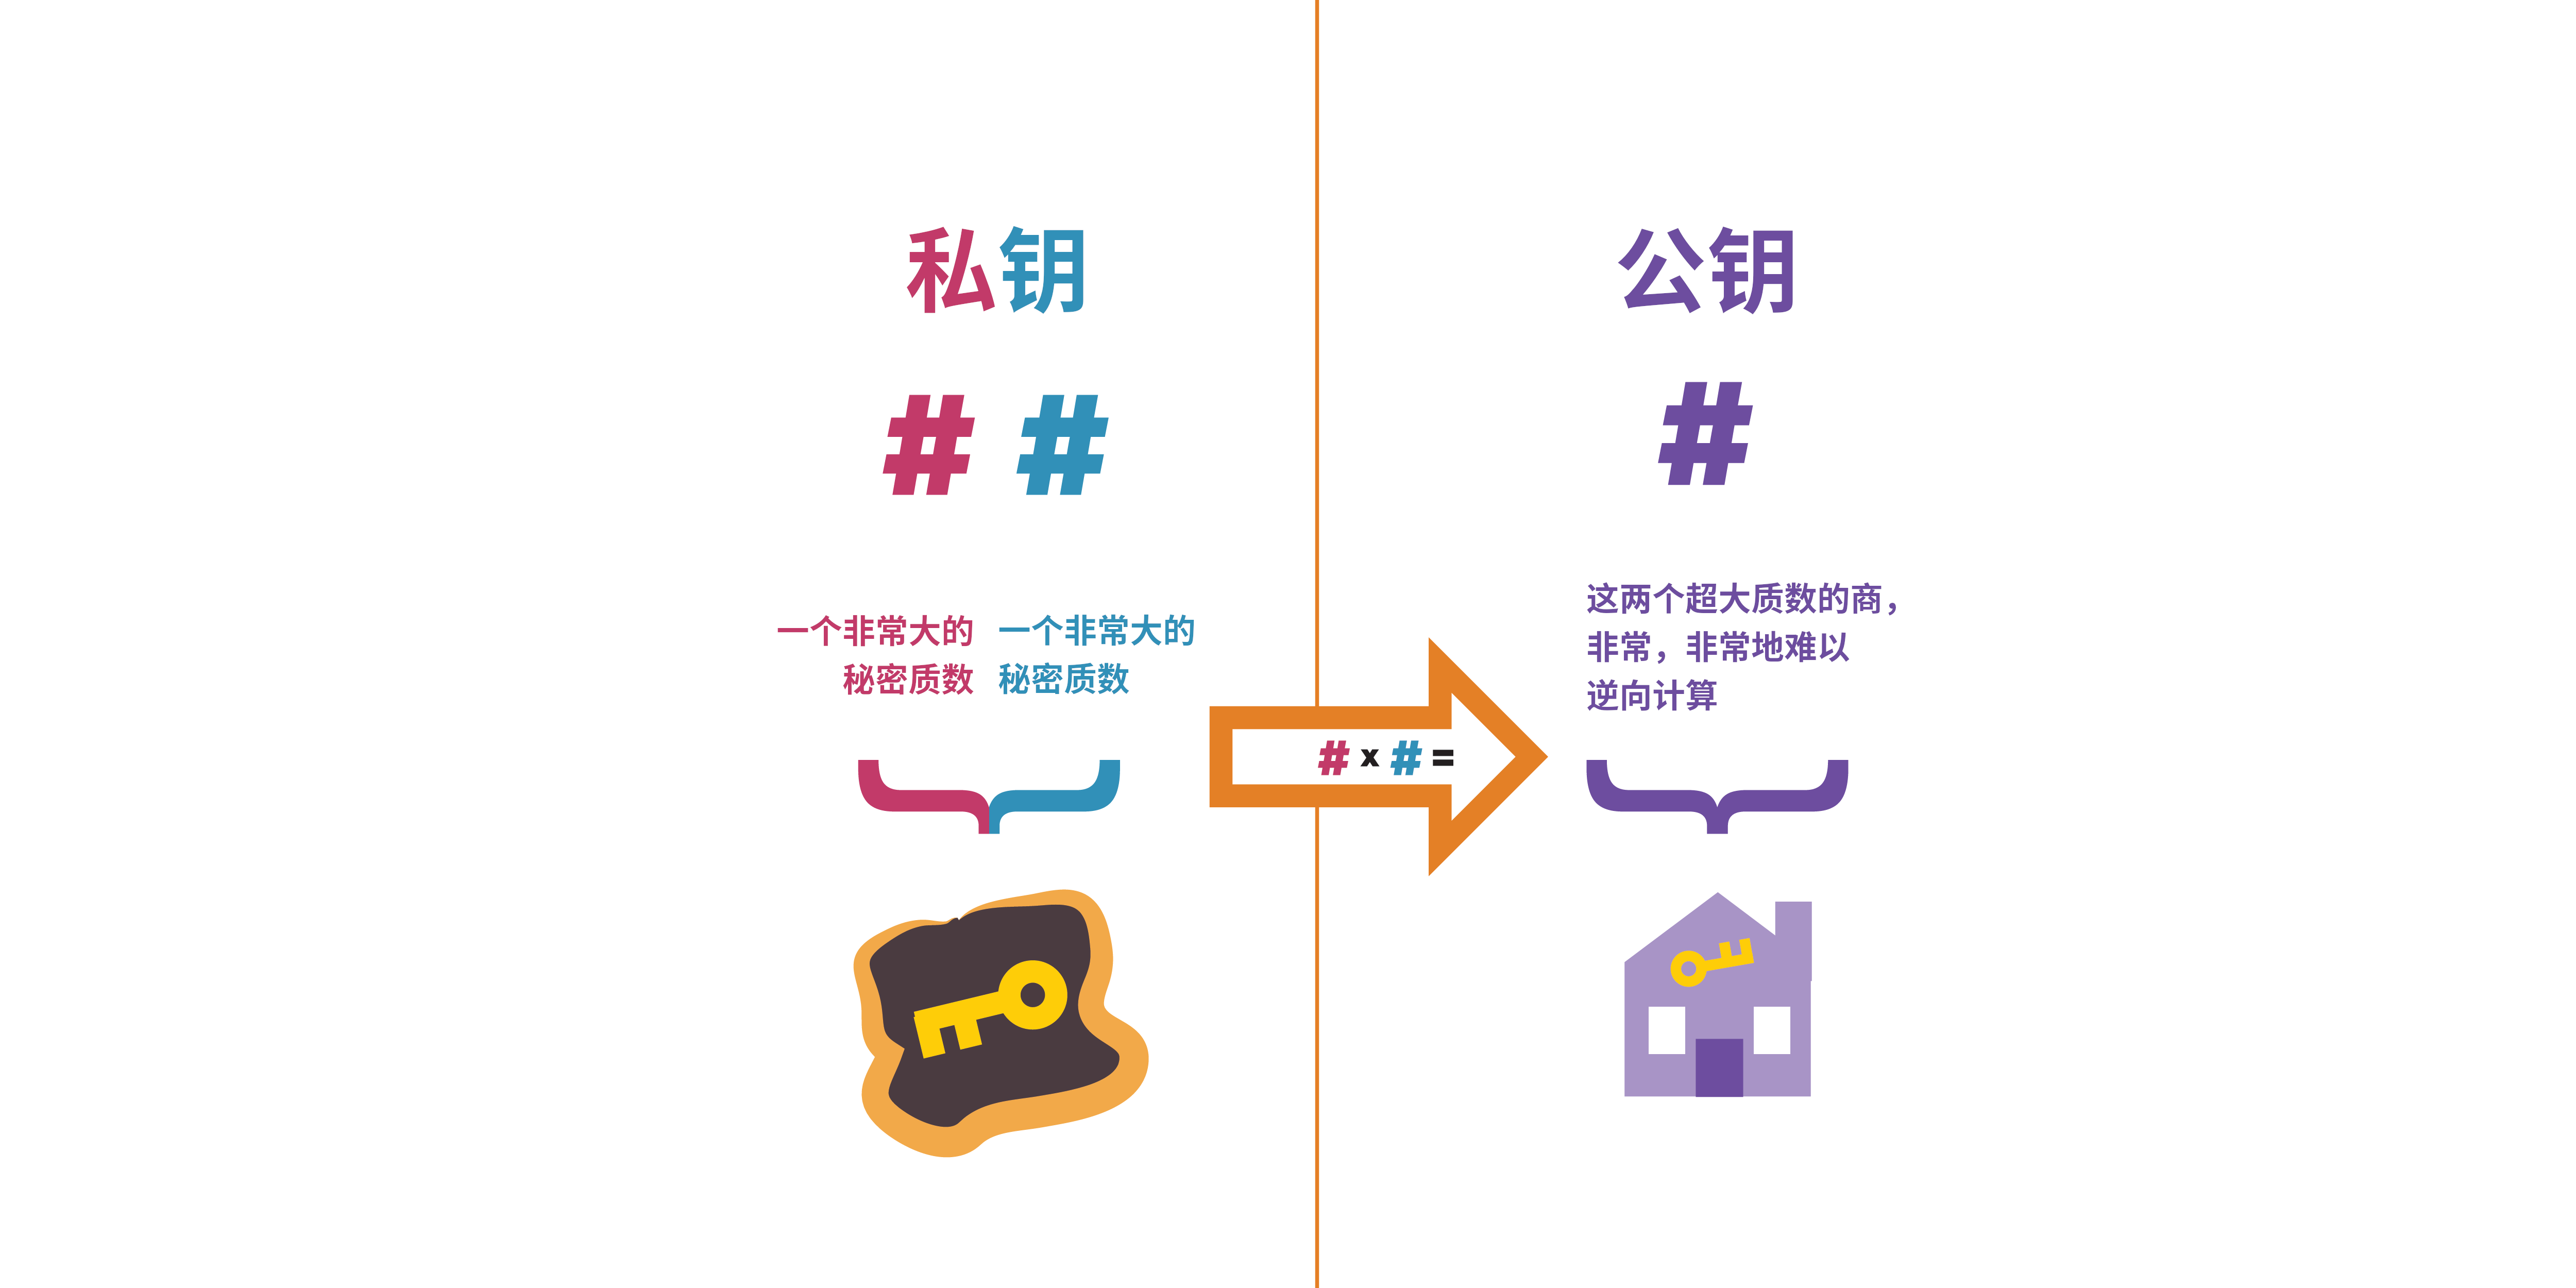 私钥
# #
一个非常大的
秘密质数
一个非常大的
秘密质数
# x # =
公钥
#
这两个超大质数的商，
非常，非常地难以
逆向计算